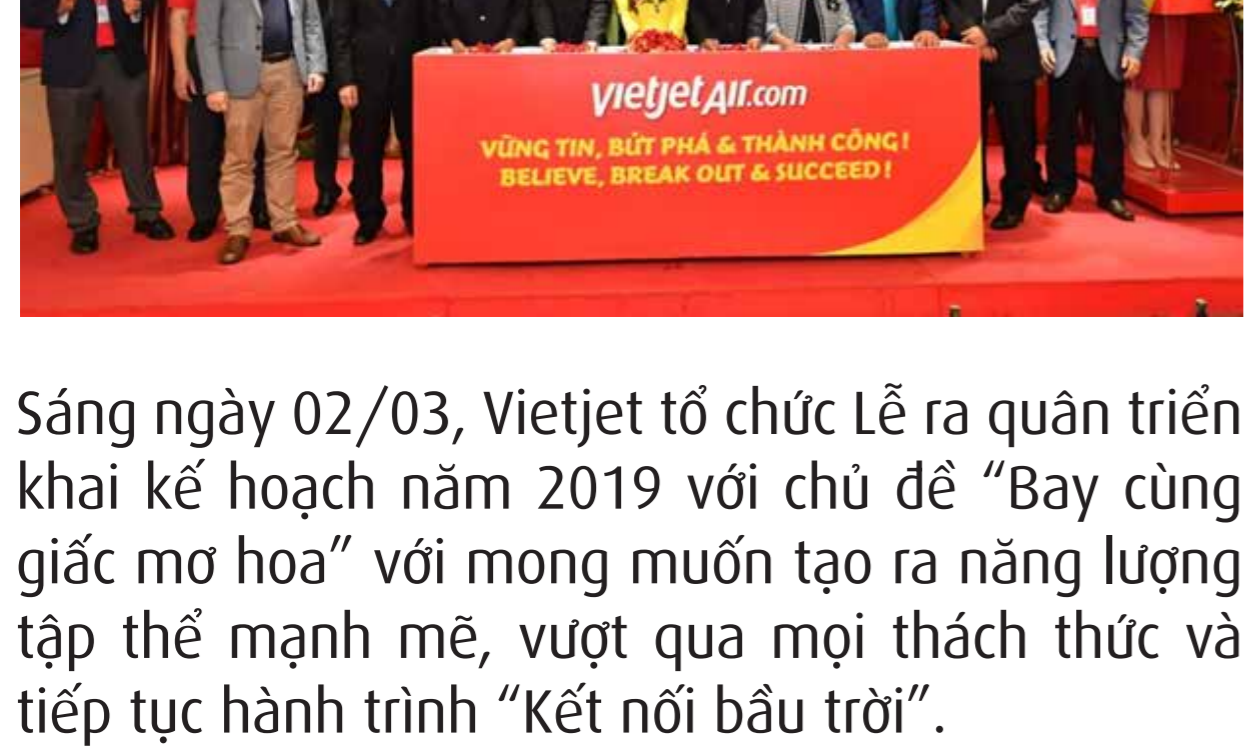 vietjetAir.com
VỮNG TIN, BỨT PHÁ & THÀNH CÔNG !
BELIEVE, BREAK OUT & SUCCEED !
Sáng ngày 02/03, Vietjet tổ chức Lễ ra quân triển
khai kế hoạch năm 2019 với chủ đề “Bay cùng
giấc mơ hoa” với mong muốn tạo ra năng lượng
tập thể mạnh mẽ, vượt qua mọi thách thức và
tiếp tục hành trình “Kết nối bầu trời”.